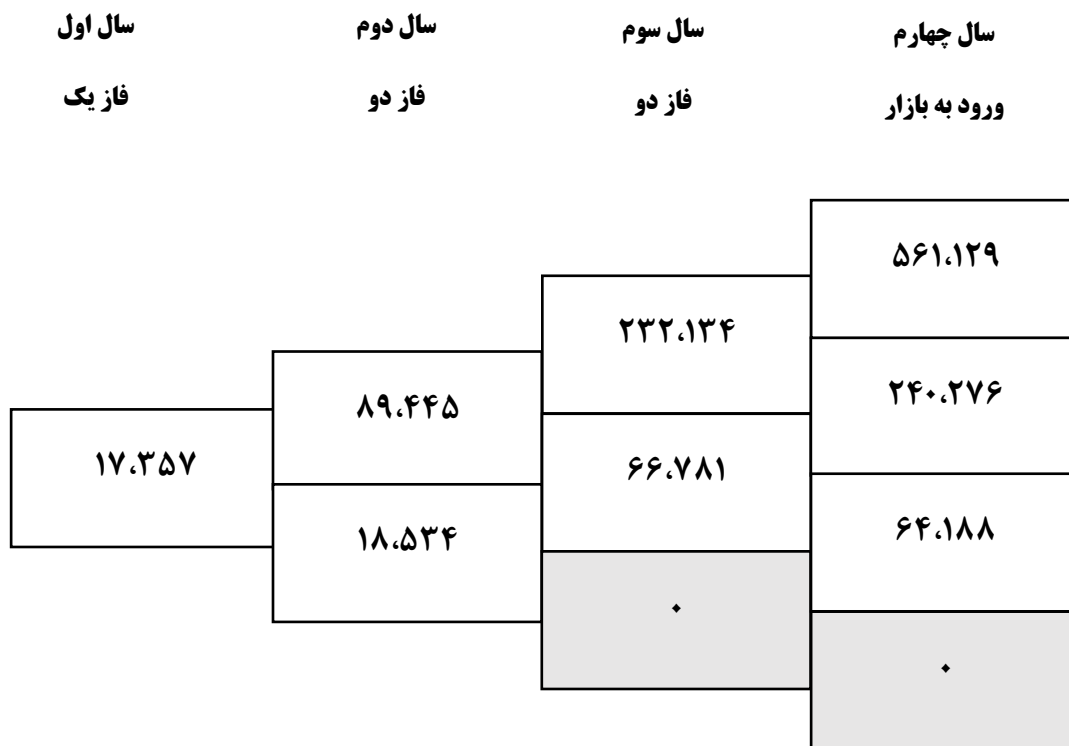 سال اول
سال دوم
سال سوم
سال چهارم
فاز یک
فاز دو
فاز دو
ورود به بازار
۵۶۱،۱۲۹
۲۳۲،۱۳۴
۲۴۰،۲۷۶
۸۹،۴۴۵
۱۷،۳۵۷
۶۶،۷۸۱
۶۴،۱۸۸
۱۸،۵۳۴
۰
۰